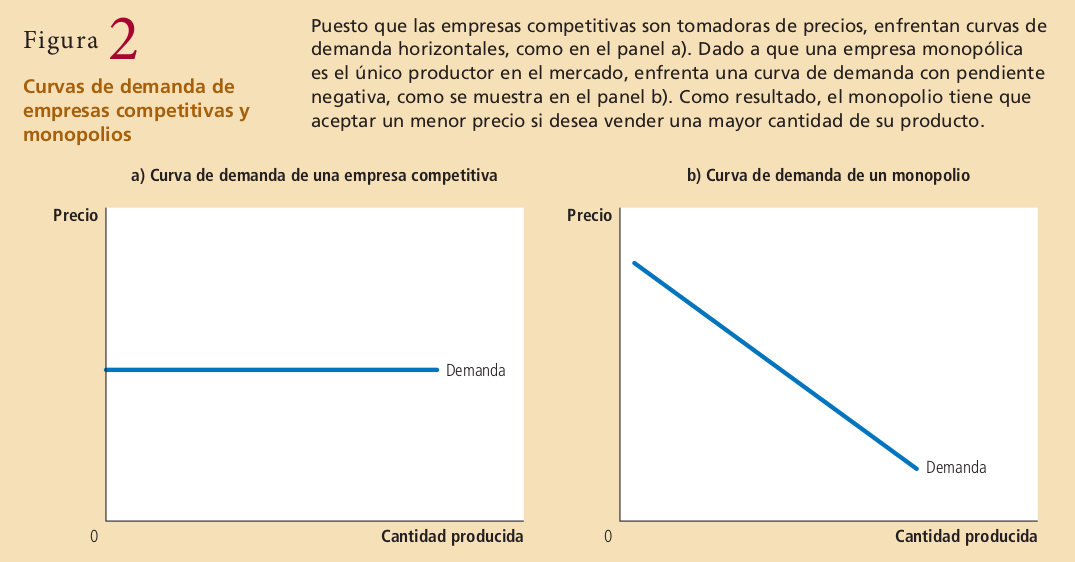 Figura 2
Curvas de demanda de
empresas competitivas y
monopolios
Puesto que las empresas competitivas son tomadoras de precios, enfrentan curvas de
demanda horizontales, como en el panel a). Dado a que una empresa monopólica
es el único productor en el mercado, enfrenta una curva de demanda con pendiente
negativa, como se muestra en el panel b). Como resultado, el monopolio tiene que
aceptar un menor precio si desea vender una mayor cantidad de su producto.
a) Curva de demanda de una empresa competitiva
Precio
Demanda
0
Cantidad producida
b) Curva de demanda de un monopolio
Precio
Demanda
0
Cantidad producida